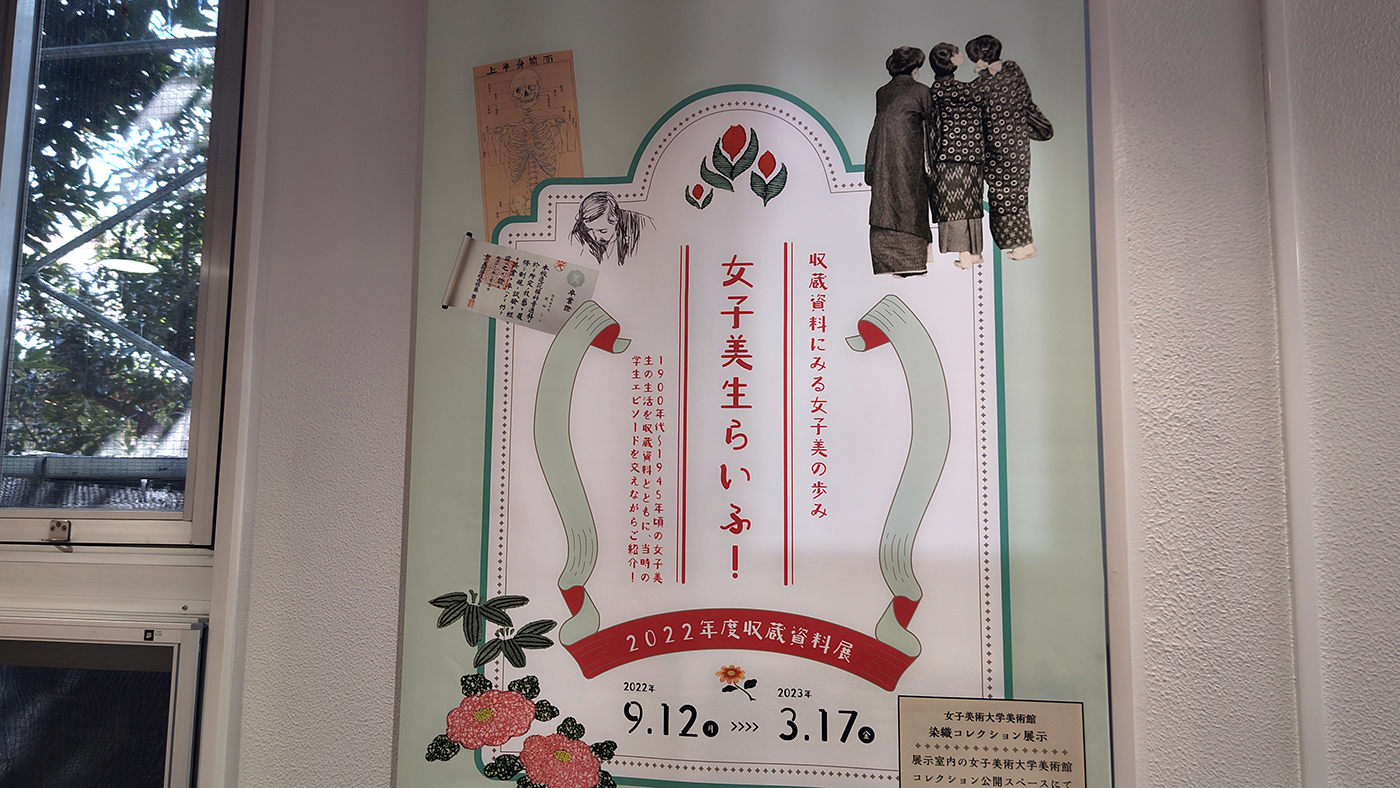 上半身前面
卒業證
収蔵資料にみる女子美の歩み
女子美生らいふ!
1900年代〜1945年頃の女子美
生の生活を収蔵資料とともに、当時の
学生エピソードを交えながらご紹介!
2022年度収蔵資料展
2022年
9.12月
>>>>
2023年
3.17金
女子美術大学美術館
染織コレクション展示
展示室内の女子美術大学美術館
コレクション公開スペースにて